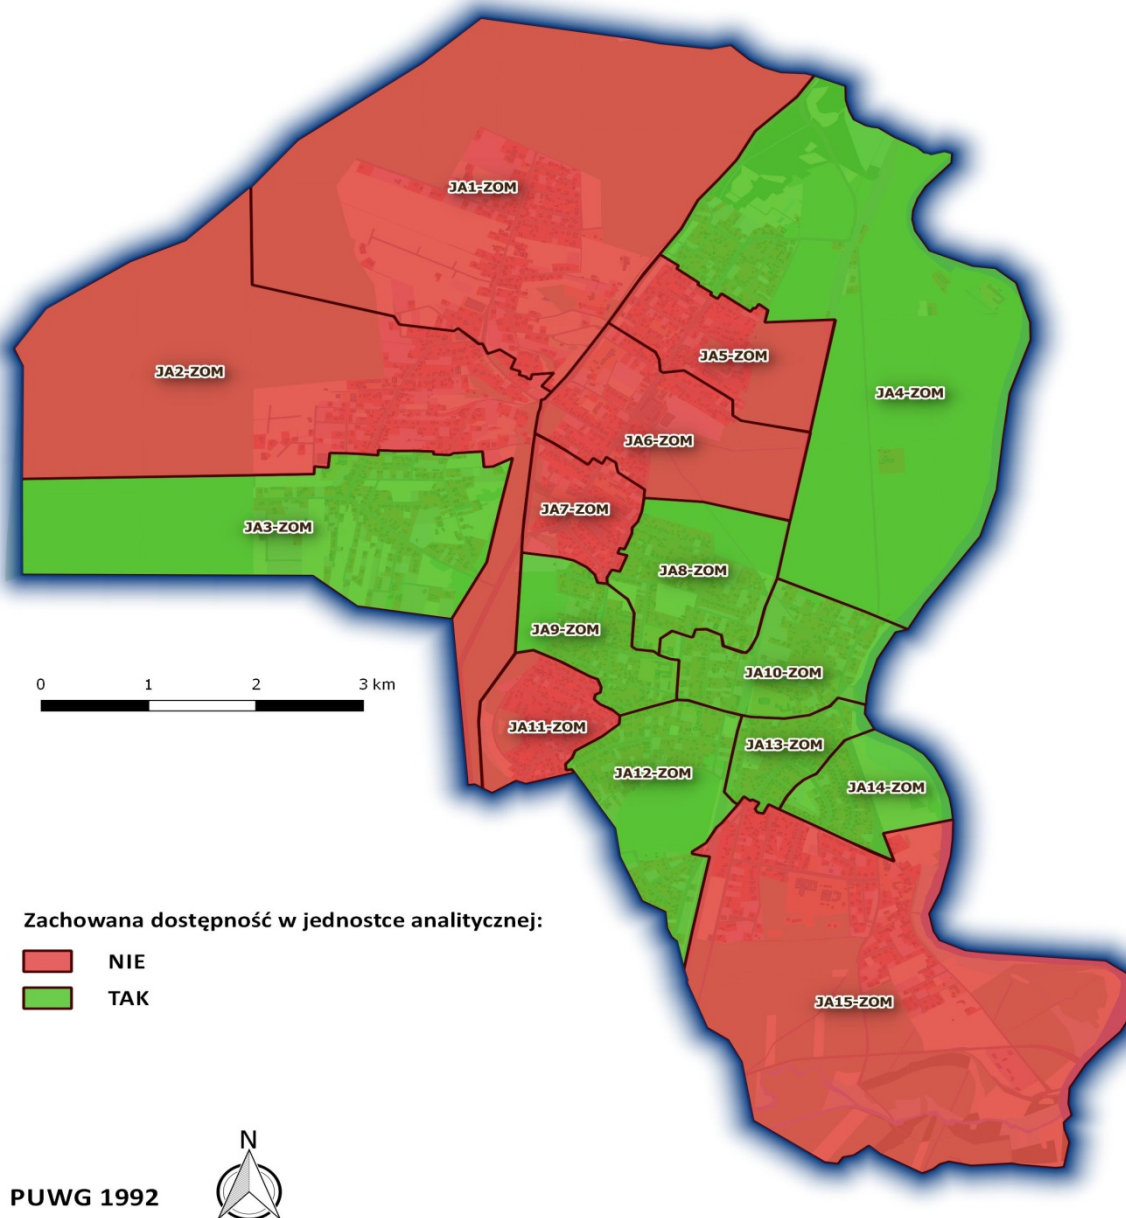 JA1-ZOM
JA2-ZOM
JA5-ZOM
JA4-ZOM
JA6-ZOM
JA7-ZOM
JA3-ZOM
JA8-ZOM
JA9-ZOM
JA10-ZOM
0 1 2 3 km
JA11-ZOM
JA13-ZOM
JA12-ZOM
JA14-ZOM
Zachowana dostępność w jednostce analitycznej:
NIE
TAK
JA15-ZOM
N
PUWG 1992